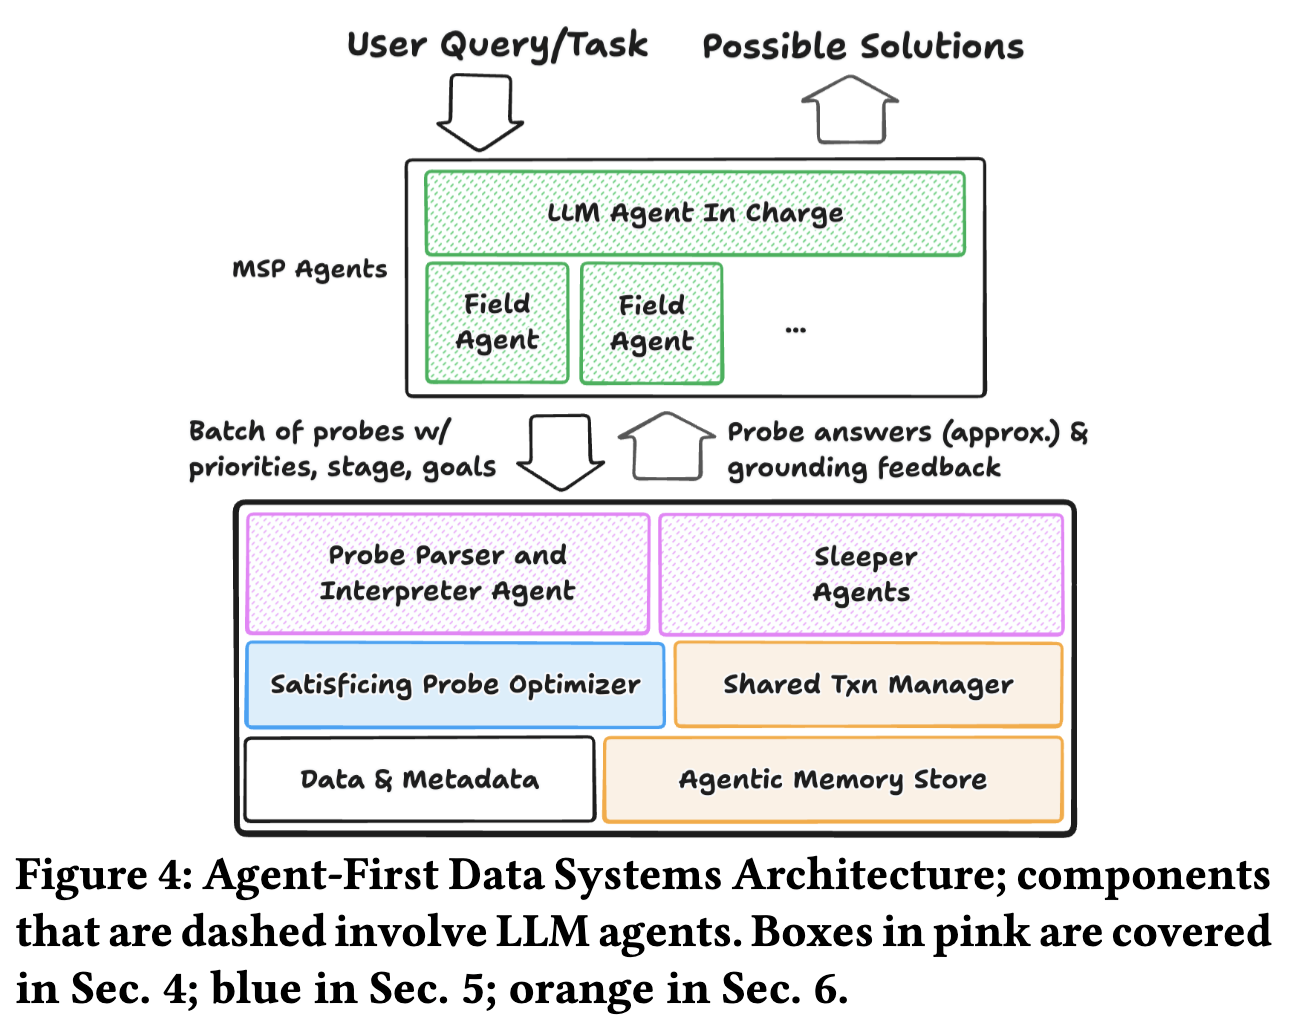 User Query/Task
Possible Solutions
LLM Agent In Charge
MSP Agents
Field
Agent
Field
Agent
...
Batch of probes w/
priorities, stage, goals
Probe answers (approx.) &
grounding feedback
Probe Parser and
Interpreter Agent
Sleeper
Agents
Satisficing Probe Optimizer
Shared Txn Manager
Data & Metadata
Agentic Memory Store
Figure 4: Agent-First Data Systems Architecture; components
that are dashed involve LLM agents. Boxes in pink are covered
in Sec. 4; blue in Sec. 5; orange in Sec. 6.